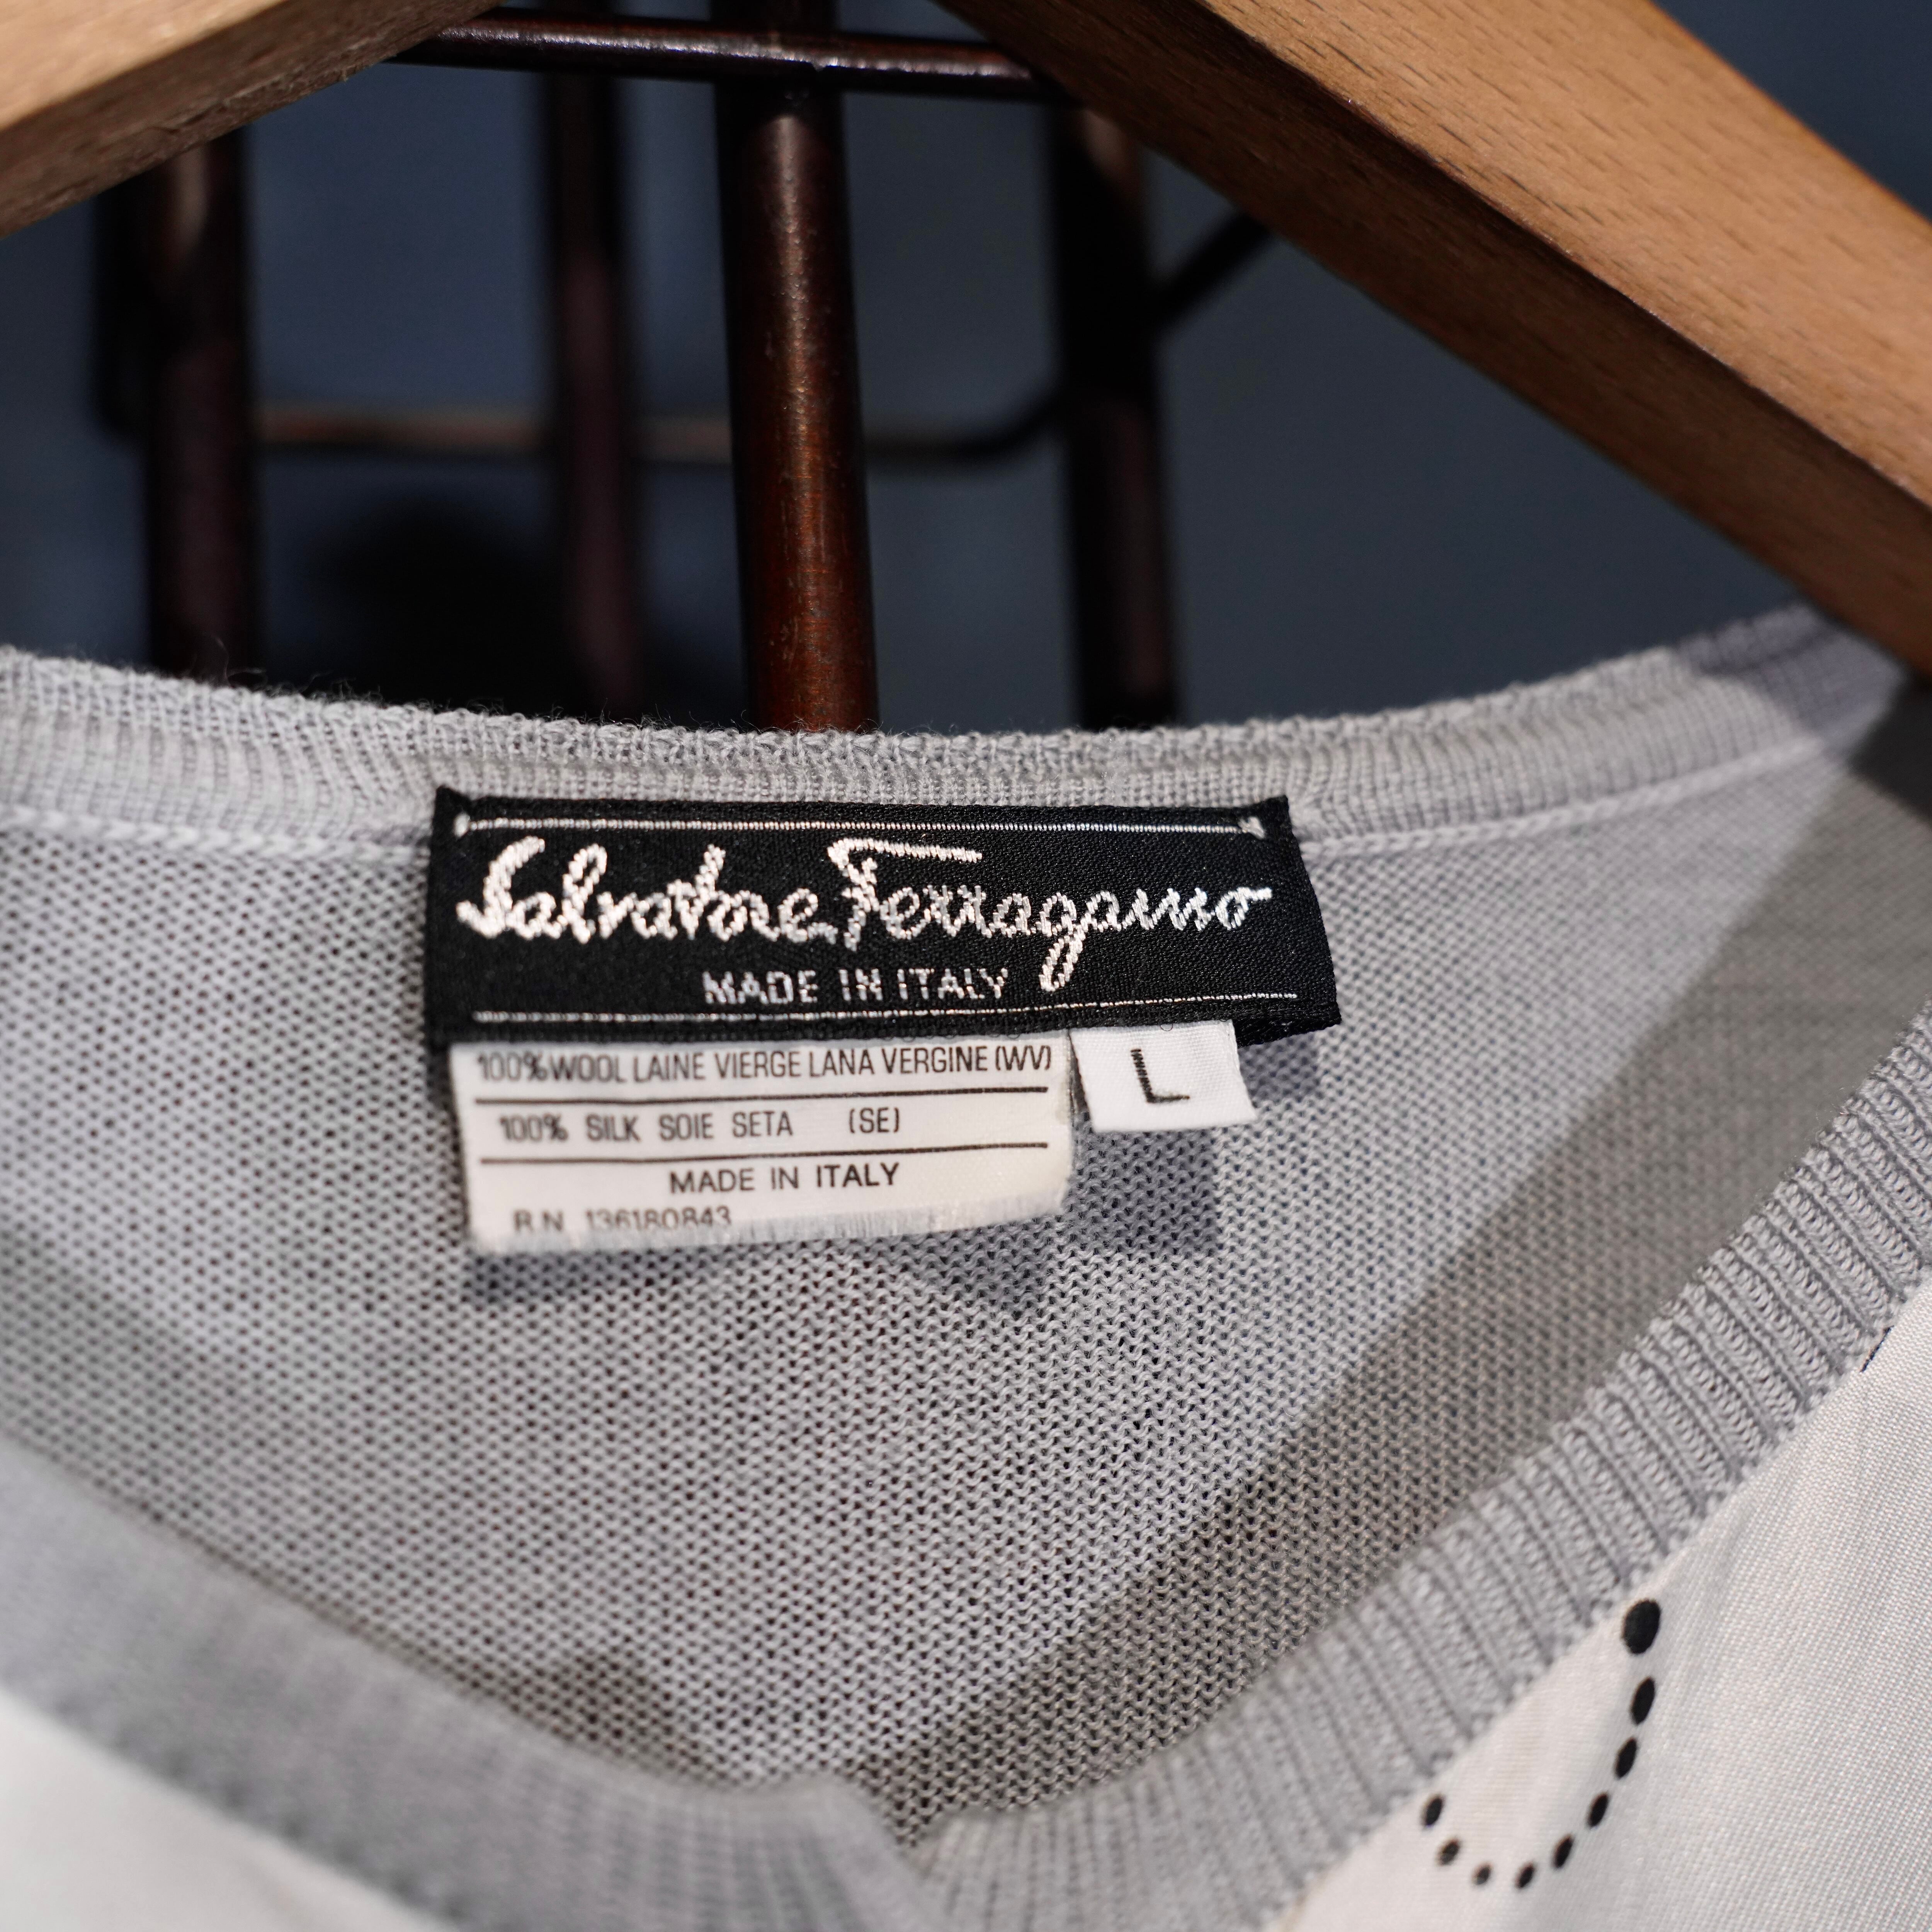 Salvatore Ferragamo
MADE IN ITALY
100% WOOL LAINE VIERGE LANA VERGINE (WV)
L
100% SILK SOIE SETA (SE)
MADE IN ITALY
R.N. 136180843